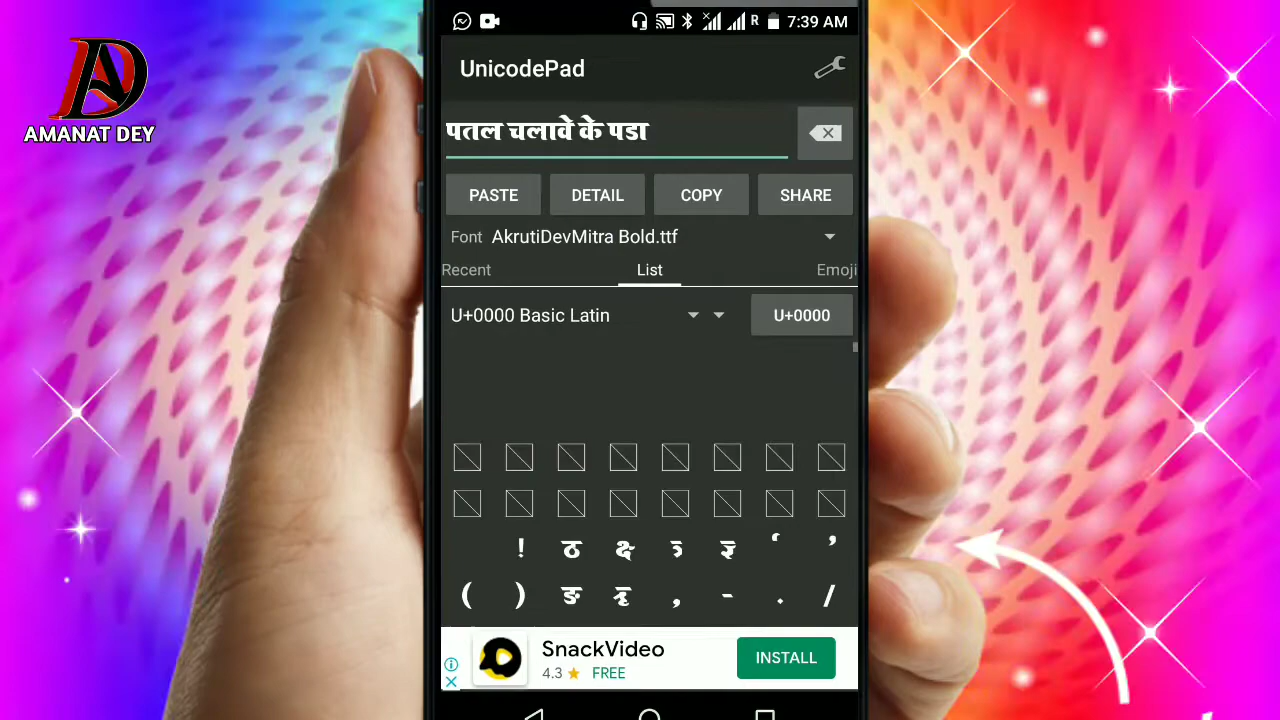 AMANAT DEY
R 7:39 AM
UnicodePad
पतल चलावे के पडा
PASTE DETAIL COPY SHARE
Font AkrutiDevMitra Bold.ttf
Recent List Emoji
U+0000 Basic Latin U+0000
! ठ क्ष ' '
( ) ङ , - . /
SnackVideo
4.3 ★ FREE
INSTALL